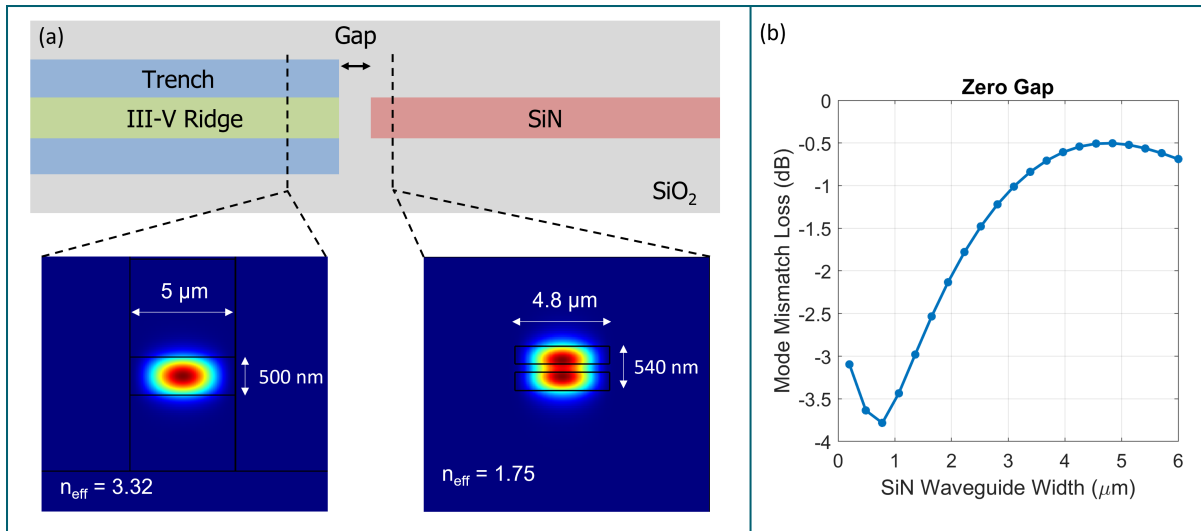 (a)
Gap
Trench
III-V Ridge
SiN
SiO₂
5 μm
500 nm
n_eff = 3.32
4.8 μm
540 nm
n_eff = 1.75
(b)
Zero Gap
Mode Mismatch Loss (dB)
0
-0.5
-1
-1.5
-2
-2.5
-3
-3.5
-4
0 1 2 3 4 5 6
SiN Waveguide Width (μm)